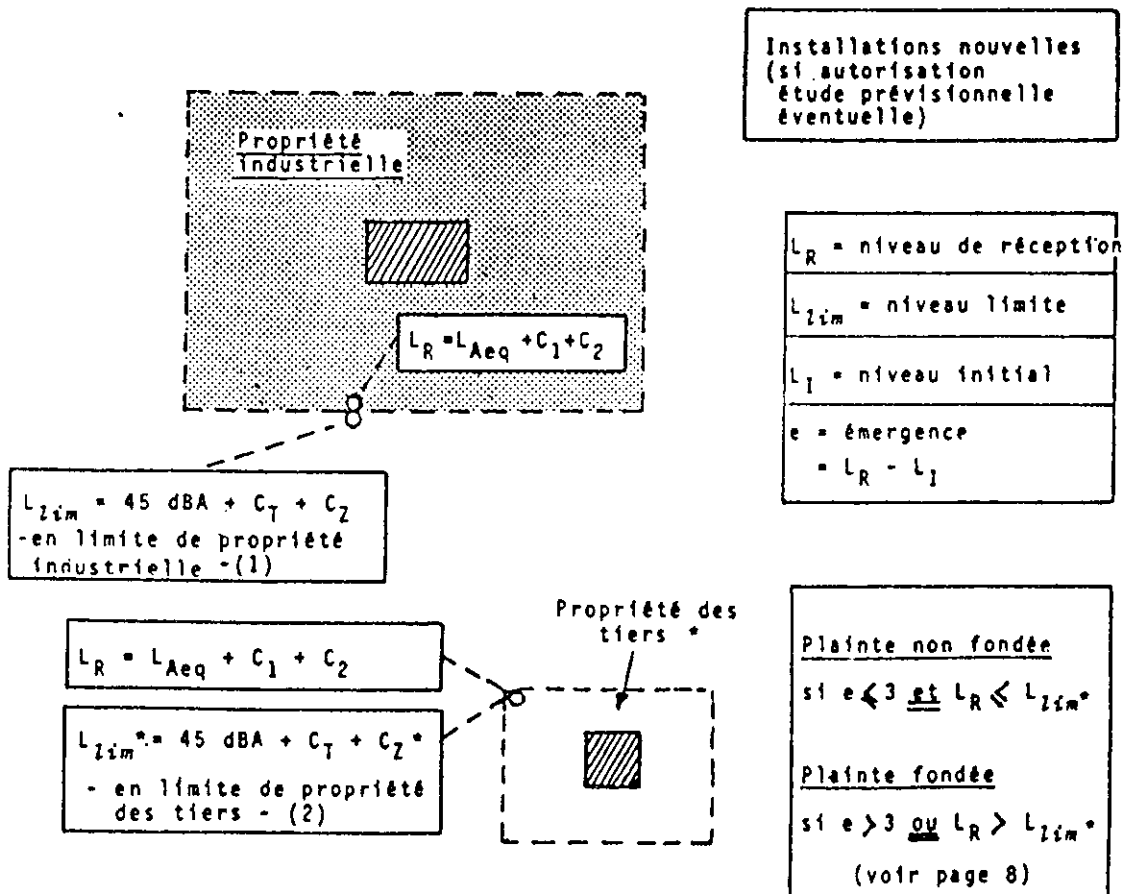 Installations nouvelles
(si autorisation
étude prévisionnelle
éventuelle)
Propriété
industrielle
L_R = L_Aeq + C_1 + C_2
L_R = niveau de réception
L_lim = niveau limite
L_I = niveau initial
e = émergence
= L_R - L_I
L_lim = 45 dBA + C_T + C_Z
-en limite de propriété
industrielle -(1)
Propriété des
tiers *
L_R = L_Aeq + C_1 + C_2
L_lim* = 45 dBA + C_T + C_Z*
- en limite de propriété
des tiers - (2)
Plainte non fondée
si e ⩽ 3 et L_R ⩽ L_lim*
Plainte fondée
si e > 3 ou L_R > L_lim*
(voir page 8)